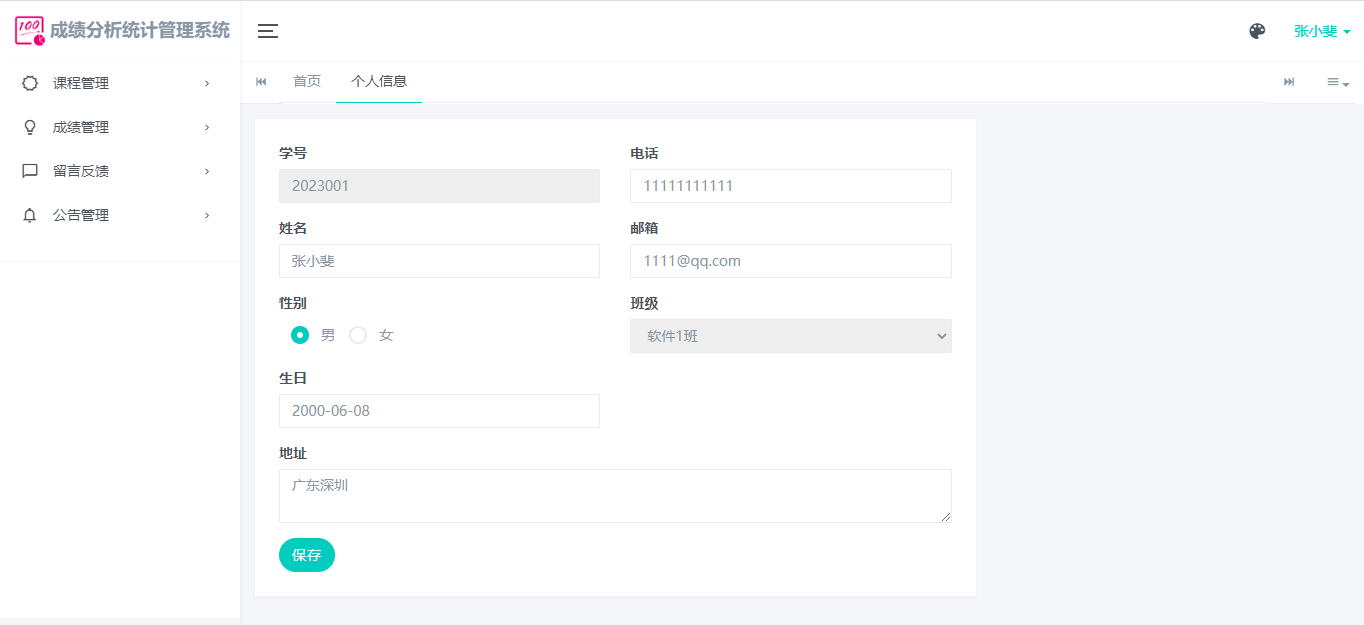 100
成绩分析统计管理系统
张小斐
课程管理
成绩管理
留言反馈
公告管理
首页
个人信息
学号
2023001
电话
11111111111
姓名
张小斐
邮箱
1111@qq.com
性别
男
女
班级
软件1班
生日
2000-06-08
地址
广东深圳
保存